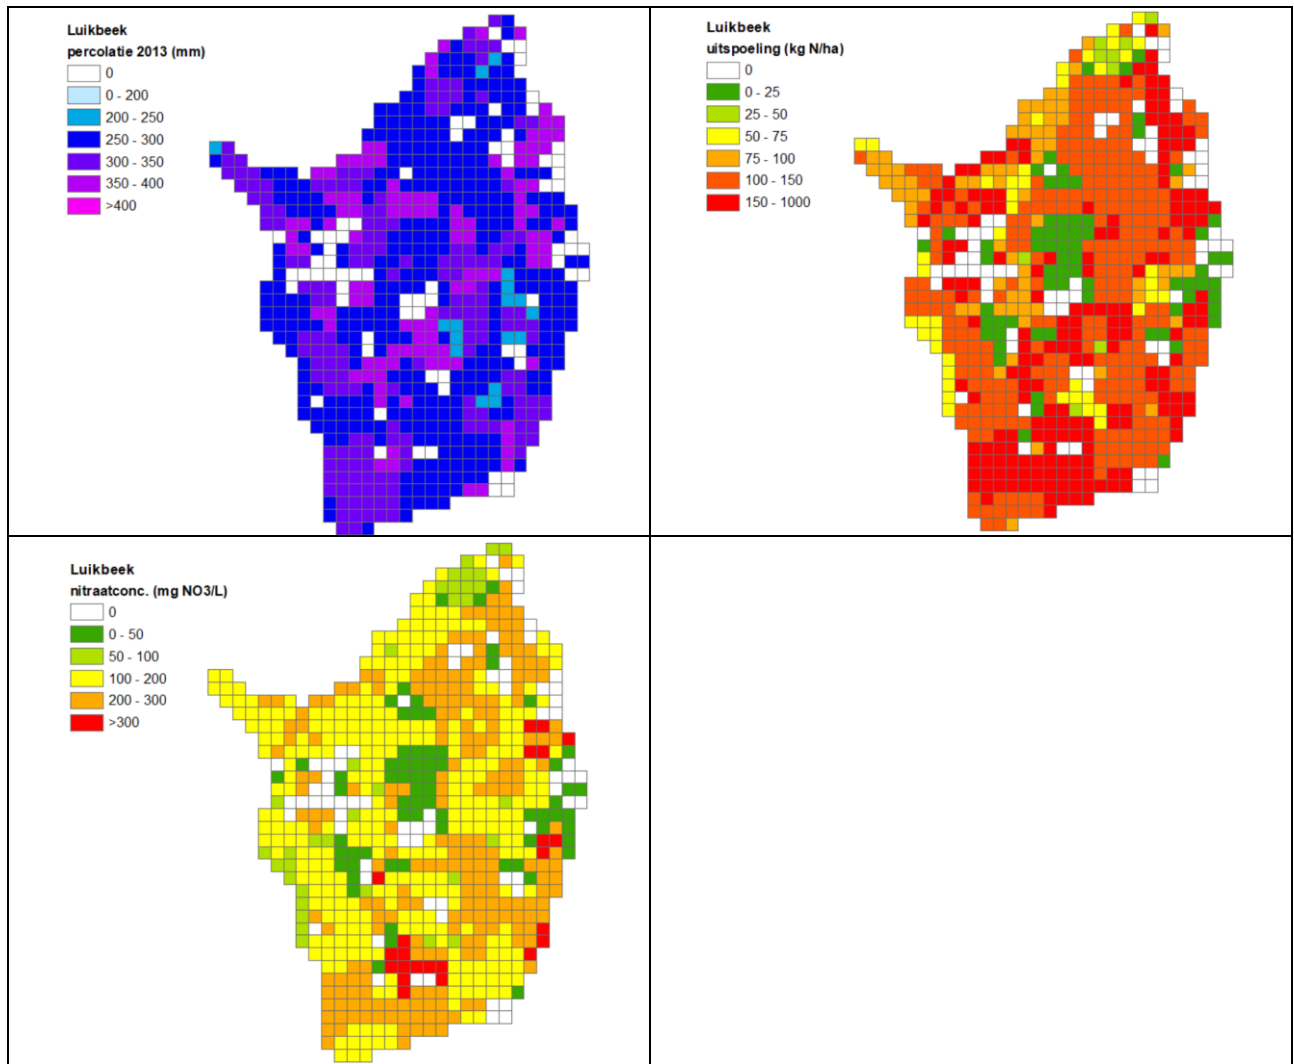 Luikbeek
percolatie 2013 (mm)
0
0 - 200
200 - 250
250 - 300
300 - 350
350 - 400
>400
Luikbeek
uitspoeling (kg N/ha)
0
0 - 25
25 - 50
50 - 75
75 - 100
100 - 150
150 - 1000
Luikbeek
nitraatconc. (mg NO3/L)
0
0 - 50
50 - 100
100 - 200
200 - 300
>300